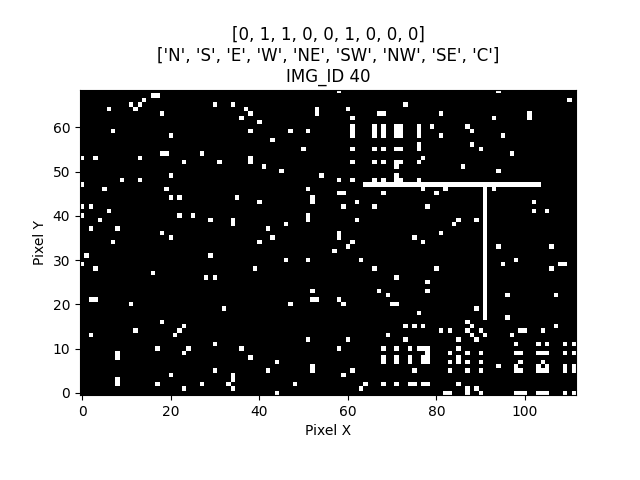 [0, 1, 1, 0, 0, 1, 0, 0, 0]
['N', 'S', 'E', 'W', 'NE', 'SW', 'NW', 'SE', 'C']
IMG_ID 40
Pixel Y
60
50
40
30
20
10
0
0 20 40 60 80 100
Pixel X